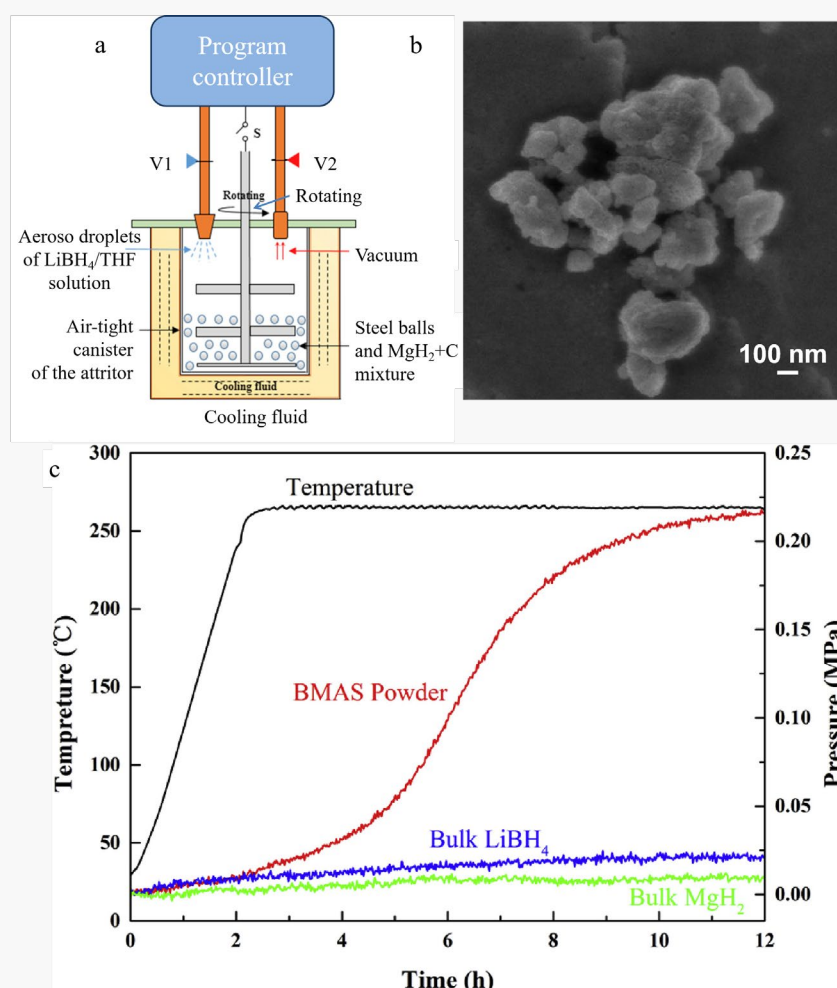 a
b
Program
controller
S
V1
V2
Rotating
Rotating
Aeroso droplets
of LiBH4/THF
solution
Vacuum
Air-tight
canister
of the attritor
Steel balls
and MgH2+C
mixture
Cooling fluid
Cooling fluid
100 nm
c
300
250
200
150
100
50
0
Tempreture (℃)
0.25
0.20
0.15
0.10
0.05
0.00
Pressure (MPa)
Temperature
BMAS Powder
Bulk LiBH4
Bulk MgH2
0
2
4
6
8
10
12
Time (h)